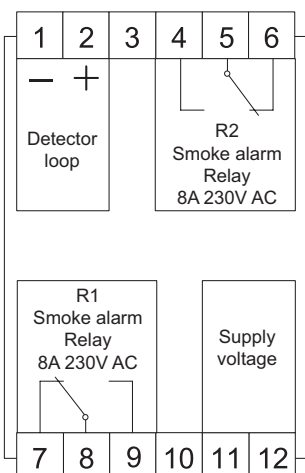 1 2 3 4 5 6
– +
Detector
loop
R2
Smoke alarm
Relay
8A 230V AC
R1
Smoke alarm
Relay
8A 230V AC
Supply
voltage
7 8 9 10 11 12